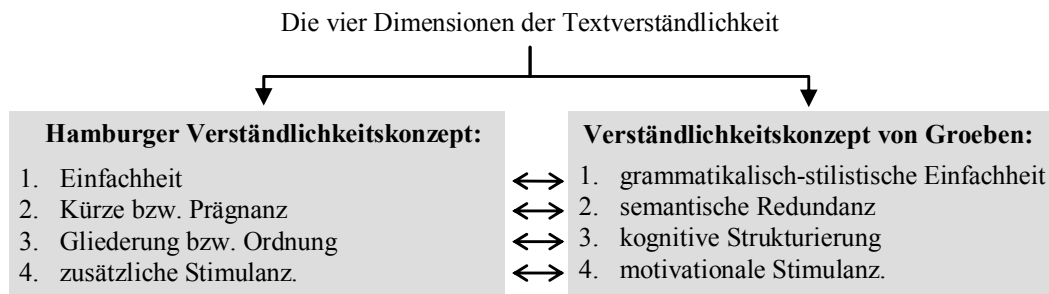 Die vier Dimensionen der Textverständlichkeit
Hamburger Verständlichkeitskonzept:
1. Einfachheit
2. Kürze bzw. Prägnanz
3. Gliederung bzw. Ordnung
4. zusätzliche Stimulanz.
Verständlichkeitskonzept von Groeben:
1. grammatikalisch-stilistische Einfachheit
2. semantische Redundanz
3. kognitive Strukturierung
4. motivationale Stimulanz.